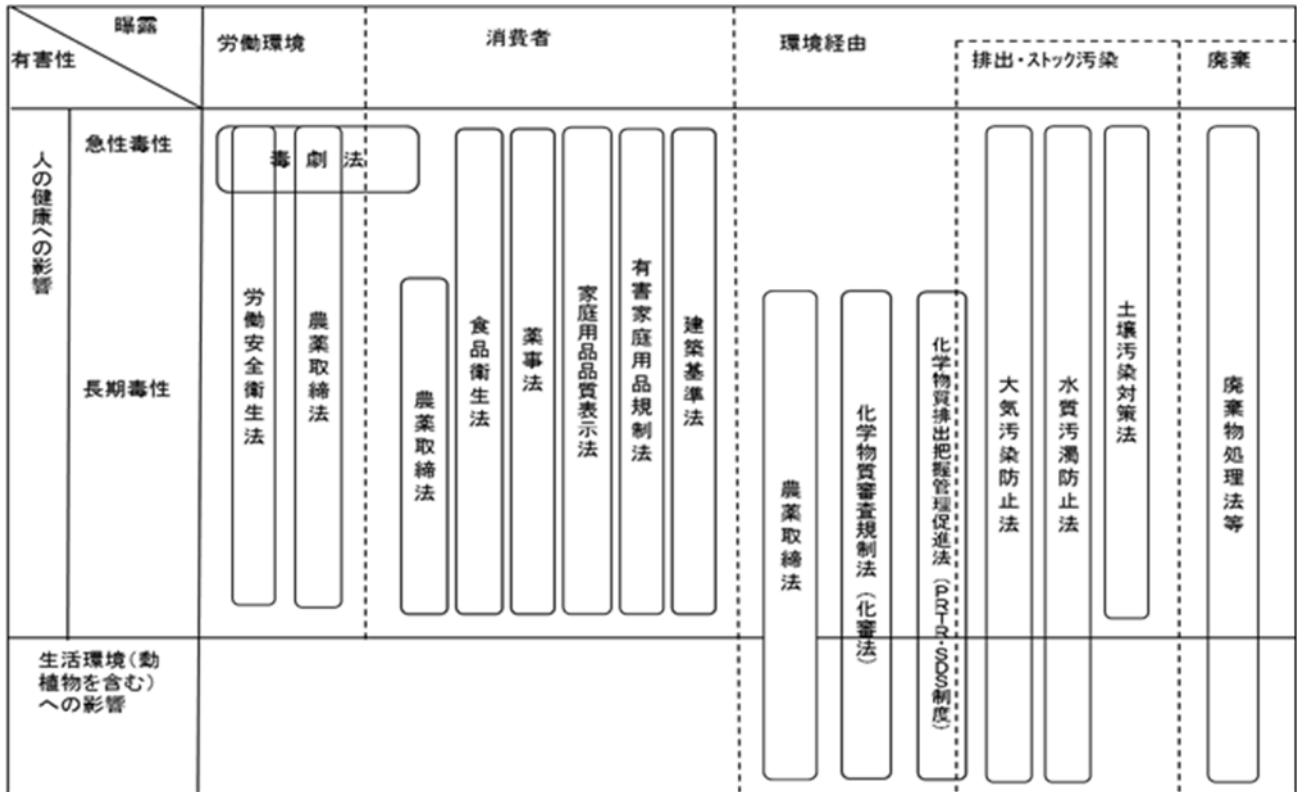 曝露
有害性
労働環境
消費者
環境経由
排出・ストック汚染
廃棄
人の健康への影響
急性毒性
長期毒性
毒劇法
労働安全衛生法
農薬取締法
農薬取締法
食品衛生法
薬事法
家庭用品品質表示法
有害家庭用品規制法
建築基準法
農薬取締法
化学物質審査規制法（化審法）
化学物質排出把握管理促進法（PRTR・SDS制度）
大気汚染防止法
水質汚濁防止法
土壌汚染対策法
廃棄物処理法等
生活環境（動
植物を含む）
への影響